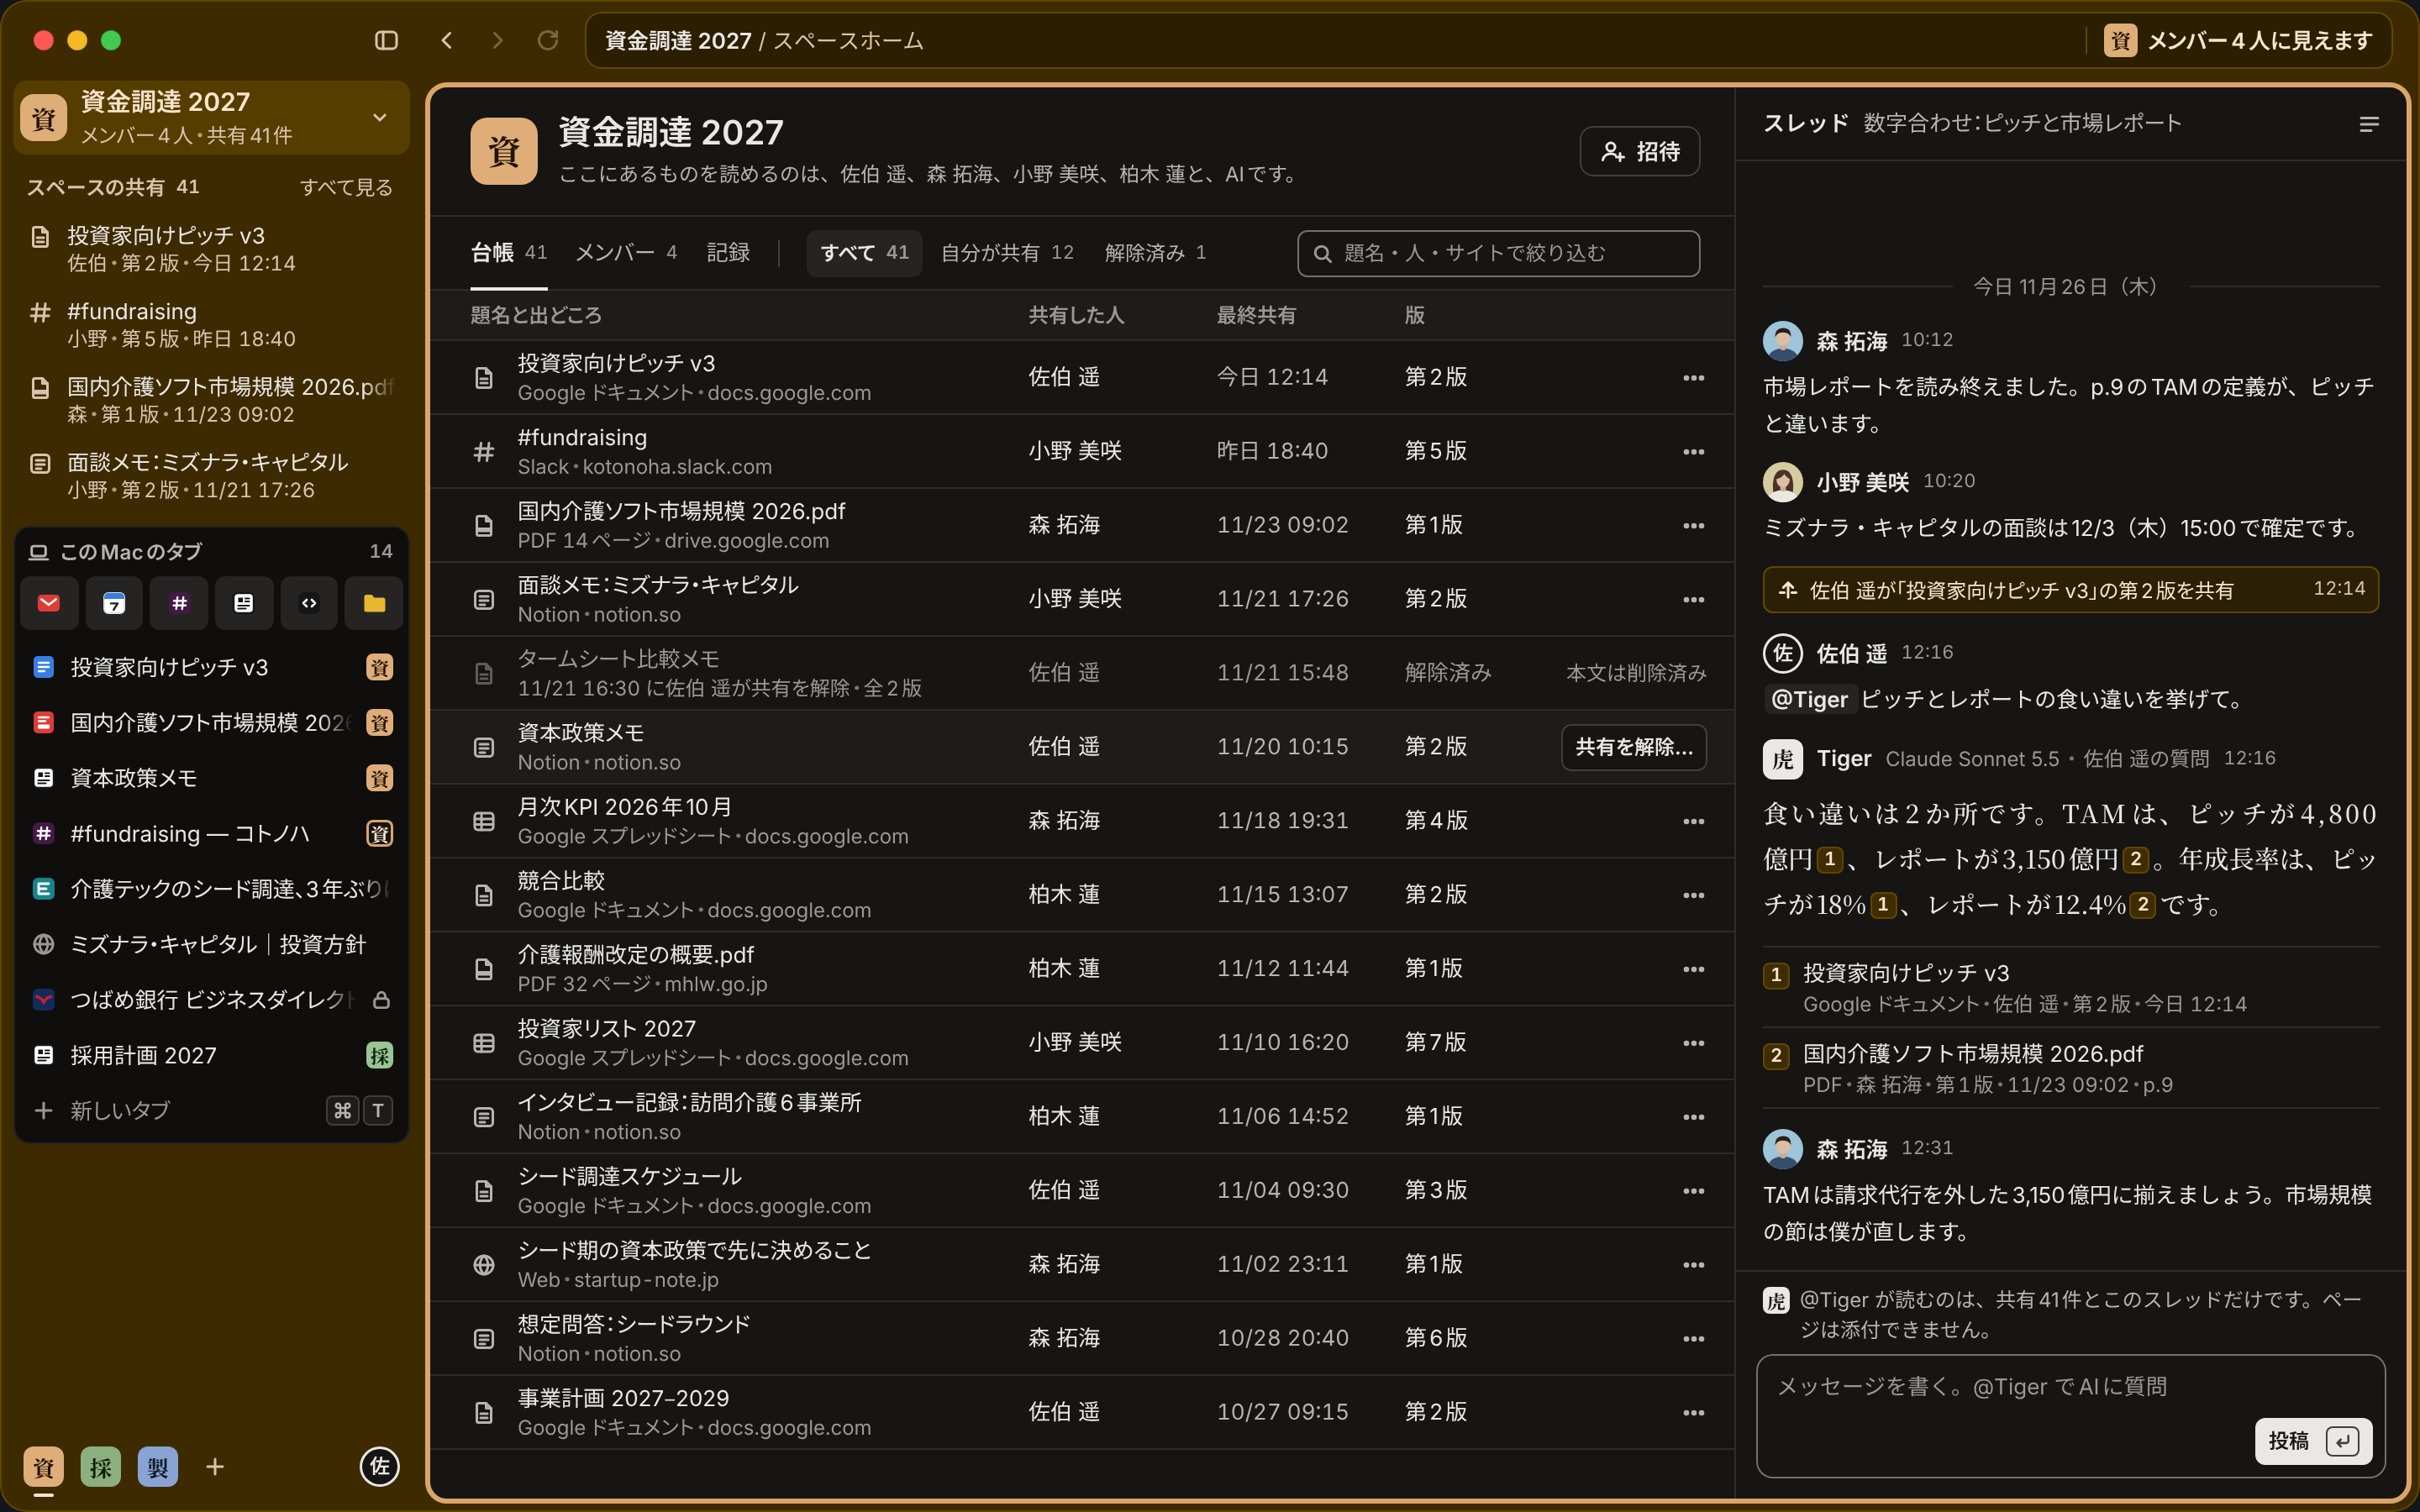 資金調達 2027 / スペースホーム
資 メンバー4人に見えます
資 資金調達 2027
メンバー4人・共有41件
スペースの共有 41 すべて見る
投資家向けピッチ v3
佐伯・第2版・今日 12:14
#fundraising
小野・第5版・昨日 18:40
国内介護ソフト市場規模 2026.pdf
森・第1版・11/23 09:02
面談メモ：ミズナラ・キャピタル
小野・第2版・11/21 17:26
このMacのタブ 14
7
投資家向けピッチ v3 資
国内介護ソフト市場規模 202 資
資本政策メモ 資
#fundraising — コトノハ 資
介護テックのシード調達、3年ぶり
ミズナラ・キャピタル｜投資方針
つばめ銀行 ビジネスダイレクト
採用計画 2027 採
新しいタブ ⌘ T
資 採 製 + 佐
資 資金調達 2027
ここにあるものを読めるのは、佐伯 遥、森 拓海、小野 美咲、柏木 蓮と、AIです。
招待
台帳 41 メンバー 4 記録 すべて 41 自分が共有 12 解除済み 1 題名・人・サイトで絞り込む
題名と出どころ 共有した人 最終共有 版
投資家向けピッチ v3 佐伯 遥 今日 12:14 第2版
Google ドキュメント・docs.google.com
#fundraising 小野 美咲 昨日 18:40 第5版
Slack・kotonoha.slack.com
国内介護ソフト市場規模 2026.pdf 森 拓海 11/23 09:02 第1版
PDF 14ページ・drive.google.com
面談メモ：ミズナラ・キャピタル 小野 美咲 11/21 17:26 第2版
Notion・notion.so
タームシート比較メモ 佐伯 遥 11/21 15:48 解除済み 本文は削除済み
11/21 16:30 に佐伯 遥が共有を解除・全2版
資本政策メモ 佐伯 遥 11/20 10:15 第2版 共有を解除…
Notion・notion.so
月次KPI 2026年10月 森 拓海 11/18 19:31 第4版
Google スプレッドシート・docs.google.com
競合比較 柏木 蓮 11/15 13:07 第2版
Google ドキュメント・docs.google.com
介護報酬改定の概要.pdf 柏木 蓮 11/12 11:44 第1版
PDF 32ページ・mhlw.go.jp
投資家リスト 2027 小野 美咲 11/10 16:20 第7版
Google スプレッドシート・docs.google.com
インタビュー記録：訪問介護6事業所 柏木 蓮 11/06 14:52 第1版
Notion・notion.so
シード調達スケジュール 佐伯 遥 11/04 09:30 第3版
Google ドキュメント・docs.google.com
シード期の資本政策で先に決めること 森 拓海 11/02 23:11 第1版
Web・startup-note.jp
想定問答：シードラウンド 森 拓海 10/28 20:40 第6版
Notion・notion.so
事業計画 2027–2029 佐伯 遥 10/27 09:15 第2版
Google ドキュメント・docs.google.com
スレッド 数字合わせ：ピッチと市場レポート
今日 11月26日（木）
森 拓海 10:12
市場レポートを読み終えました。p.9のTAMの定義が、ピッチ
と違います。
小野 美咲 10:20
ミズナラ・キャピタルの面談は12/3（木）15:00で確定です。
佐伯 遥が「投資家向けピッチ v3」の第2版を共有 12:14
佐 佐伯 遥 12:16
@Tiger ピッチとレポートの食い違いを挙げて。
虎 Tiger Claude Sonnet 5.5・佐伯 遥の質問 12:16
食い違いは2か所です。TAMは、ピッチが4,800
億円 1 、レポートが3,150億円 2 。年成長率は、ピッ
チが18% 1 、レポートが12.4% 2 です。
1 投資家向けピッチ v3
Google ドキュメント・佐伯 遥・第2版・今日 12:14
2 国内介護ソフト市場規模 2026.pdf
PDF・森 拓海・第1版・11/23 09:02・p.9
森 拓海 12:31
TAMは請求代行を外した3,150億円に揃えましょう。市場規模
の節は僕が直します。
虎 @Tiger が読むのは、共有41件とこのスレッドだけです。ペー
ジは添付できません。
メッセージを書く。@Tiger でAIに質問
投稿